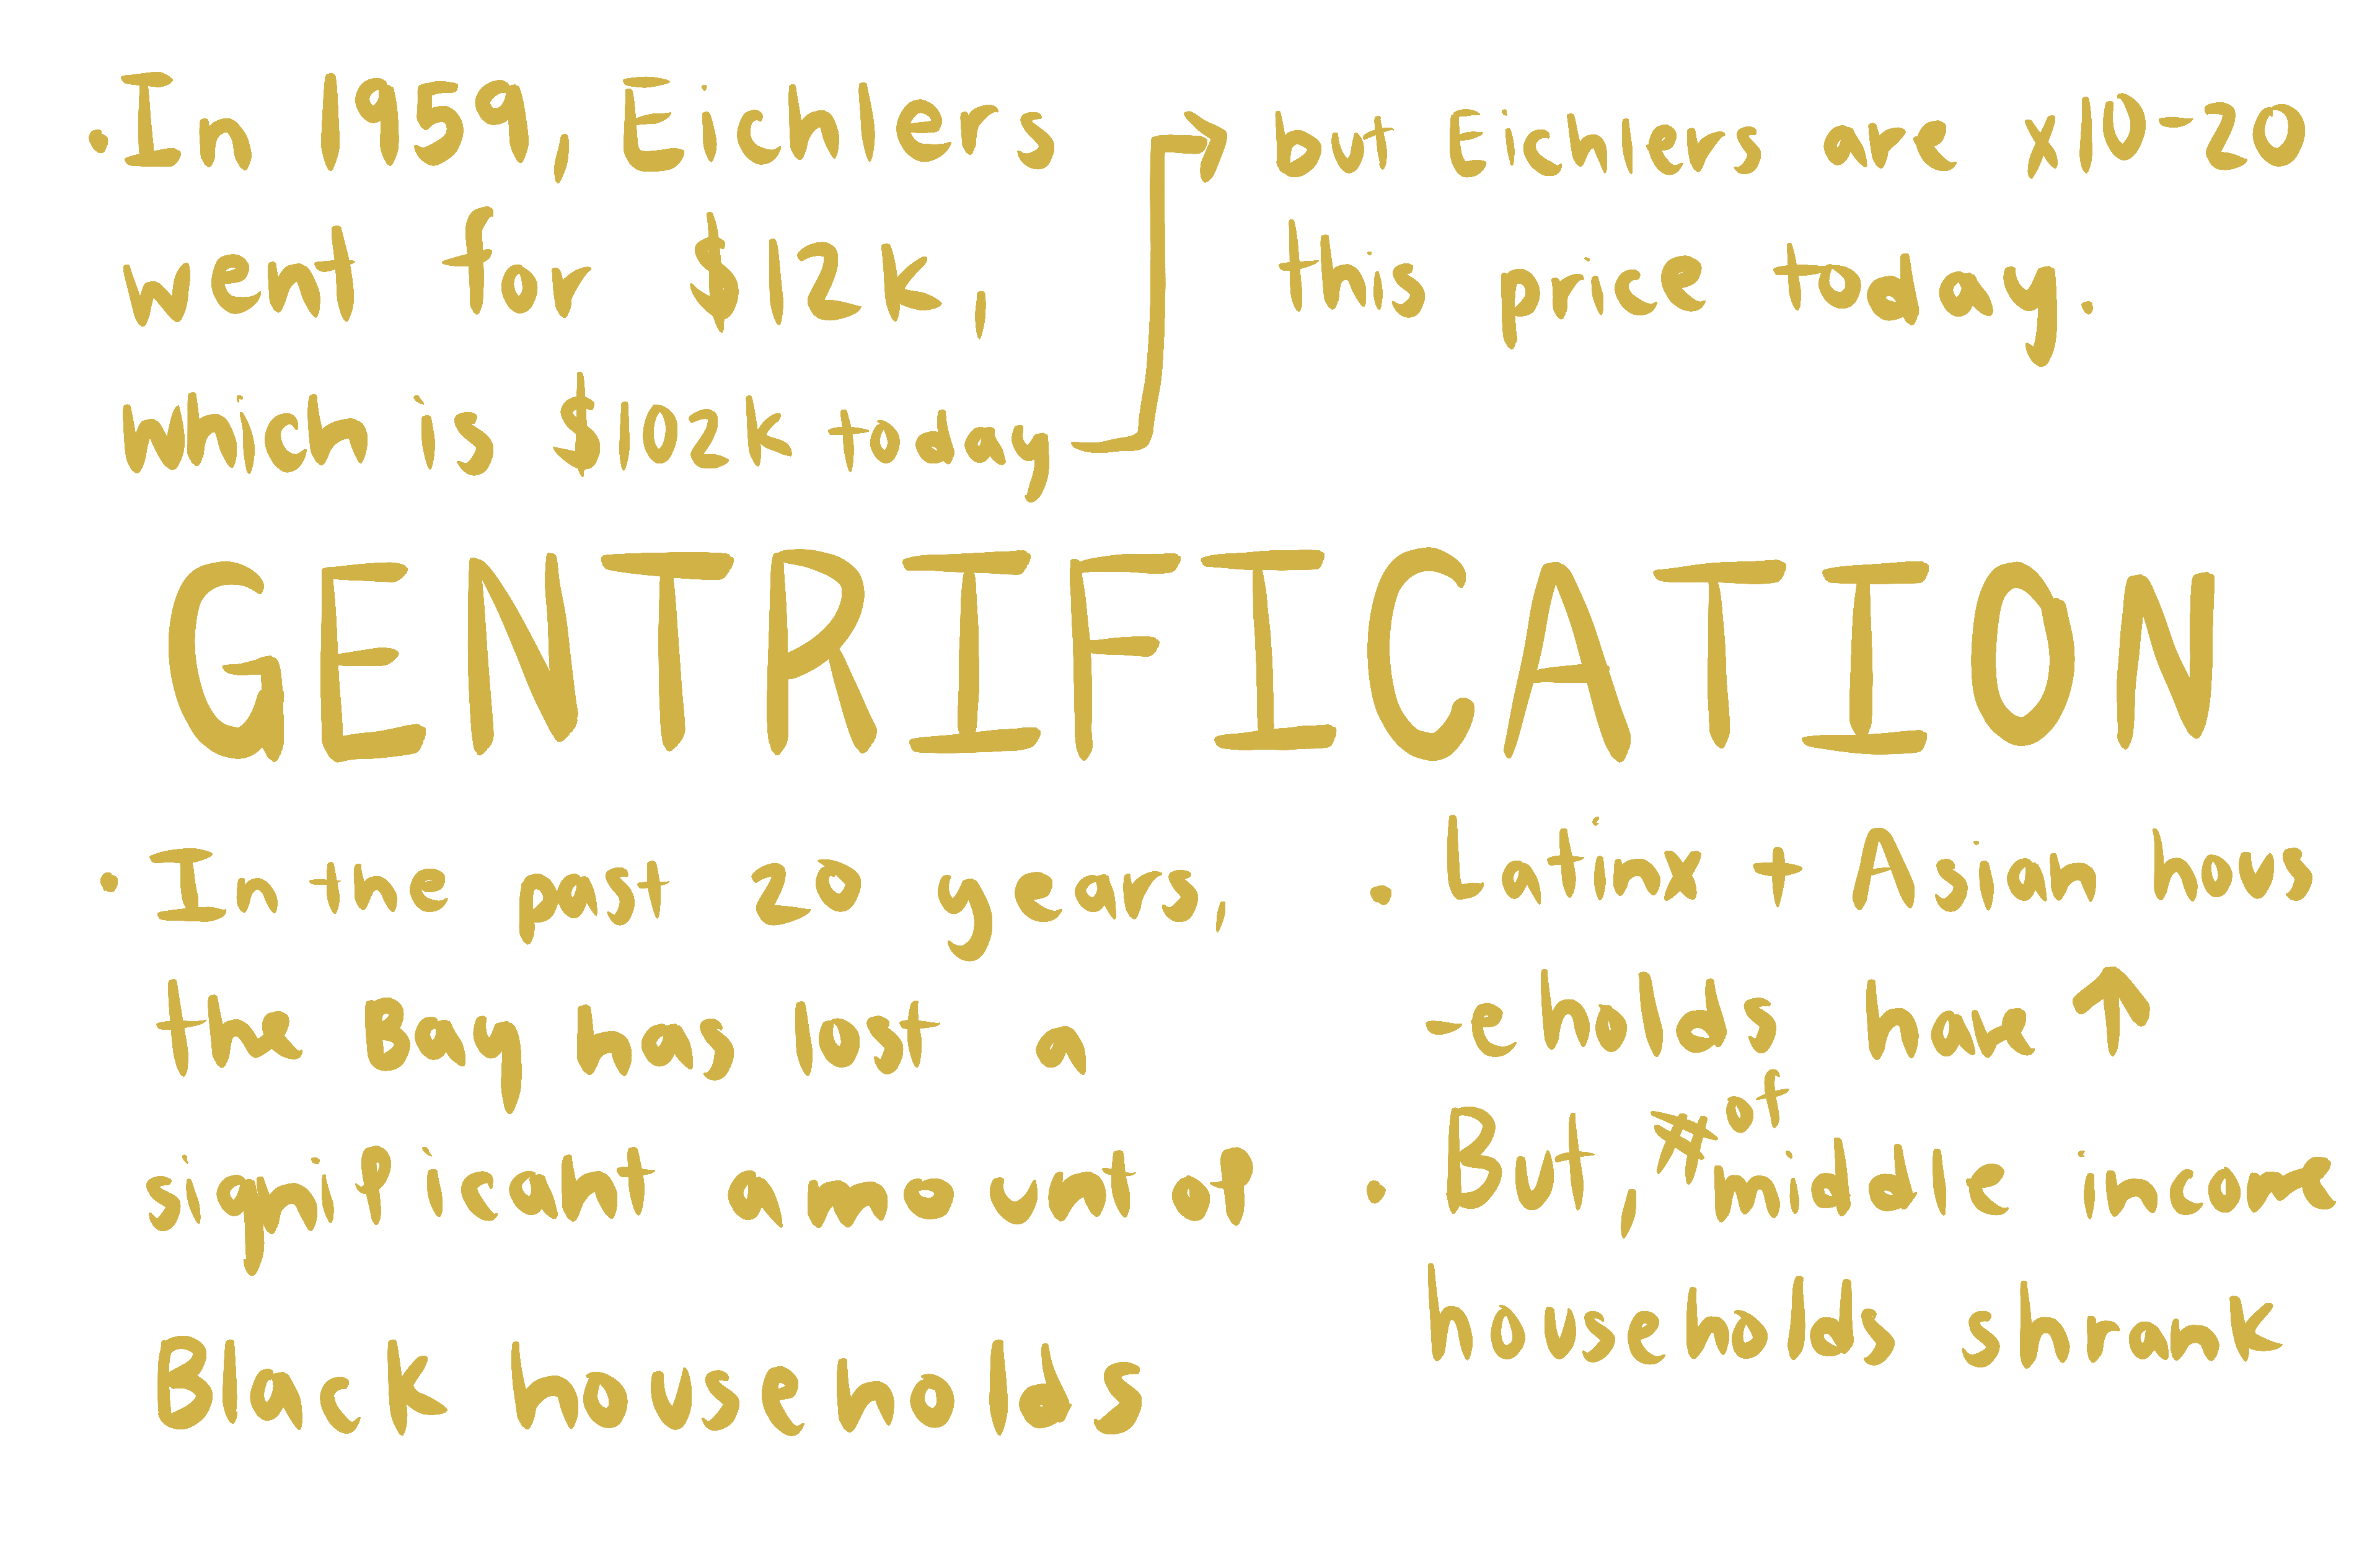 • In 1959, Eichlers
went for $12k,
which is $102k today
but Eichlers are x10-20
this price today.
GENTRIFICATION
• In the past 20 years,
the Bay has lost a
significant amount of
Black households
• Latinx + Asian hous
-eholds have ↑
• But, # of middle income
households shrank